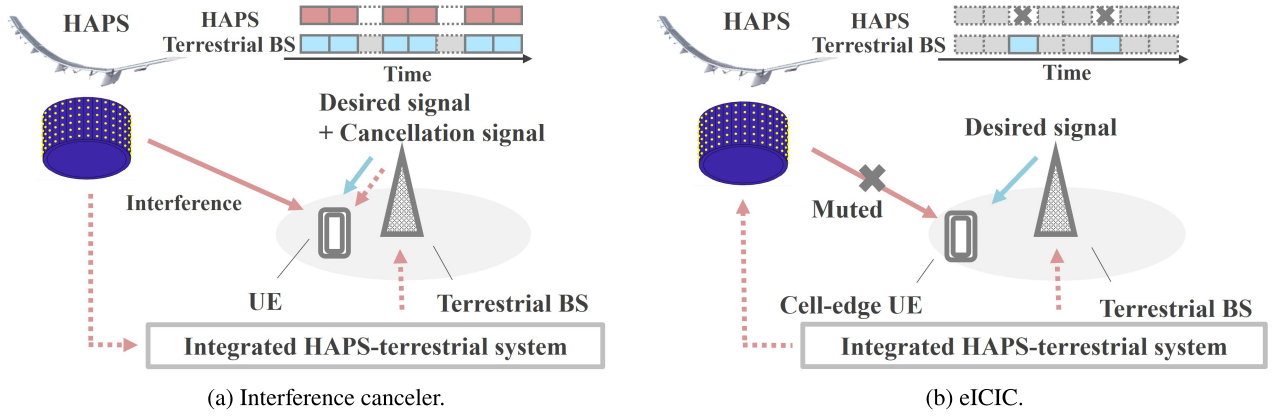 HAPS
HAPS
Terrestrial BS
Time
Desired signal
+ Cancellation signal
Interference
UE
Terrestrial BS
Integrated HAPS-terrestrial system
(a) Interference canceler.
HAPS
HAPS
Terrestrial BS
Time
Desired signal
Muted
Cell-edge UE
Terrestrial BS
Integrated HAPS-terrestrial system
(b) eICIC.